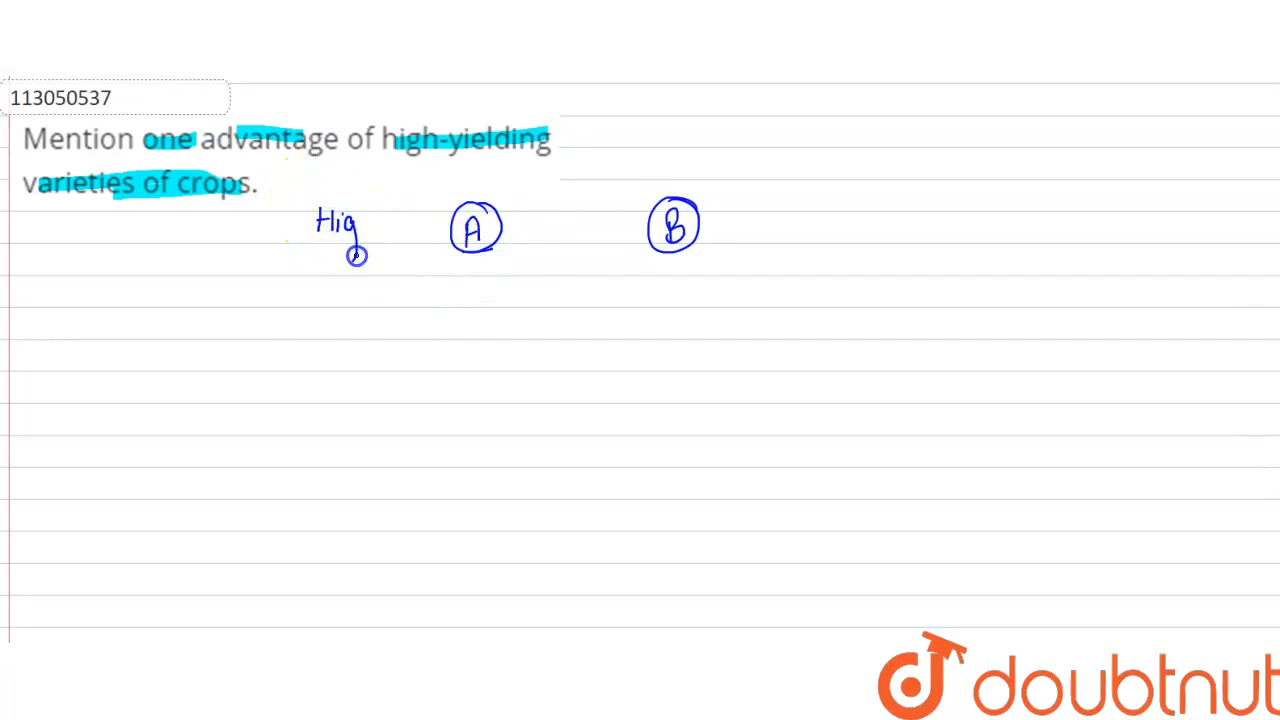 113050537
Mention one advantage of high-yielding
varieties of crops.
Hig A B
doubtnut